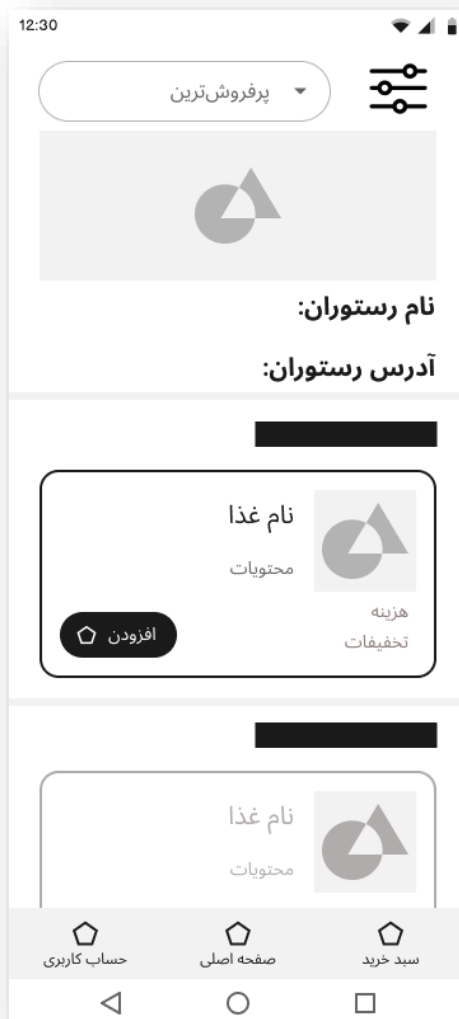 12:30
پرفروش‌ترین
نام رستوران:
آدرس رستوران:
نام غذا
محتویات
هزینه
تخفیفات
افزودن
نام غذا
محتویات
سبد خرید
صفحه اصلی
حساب کاربری